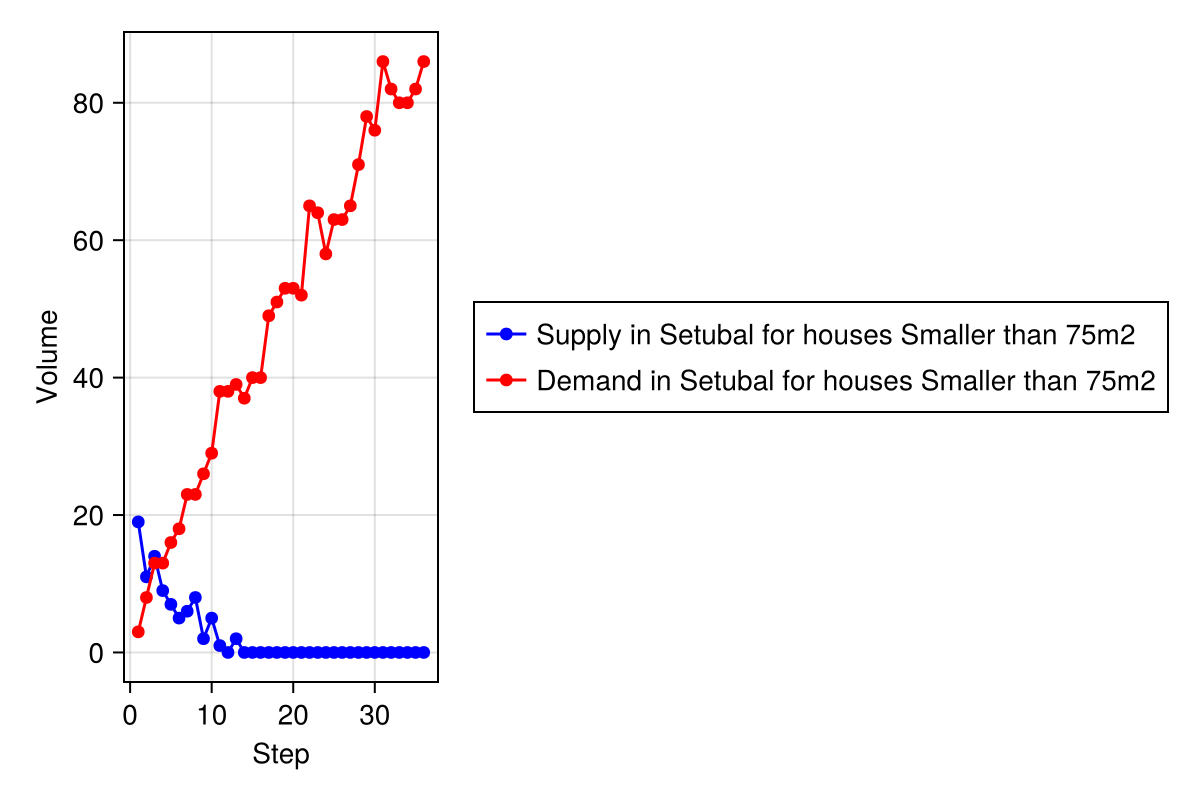 80
60
40
20
0
Volume
0 10 20 30
Step
Supply in Setubal for houses Smaller than 75m2
Demand in Setubal for houses Smaller than 75m2